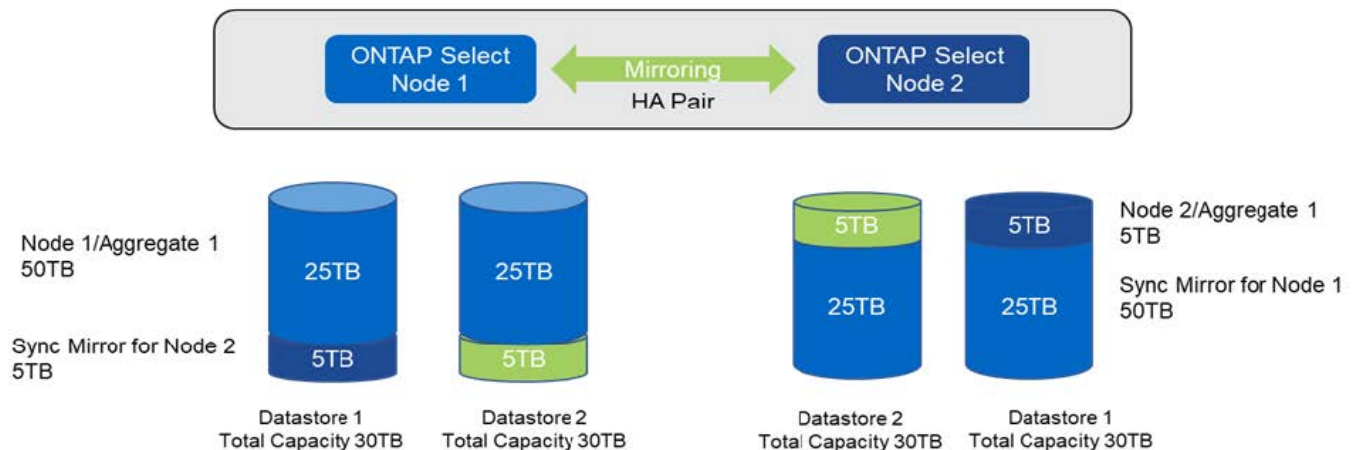 ONTAP Select
Node 1
Mirroring
HA Pair
ONTAP Select
Node 2
Node 1/Aggregate 1
50TB
Sync Mirror for Node 2
5TB
25TB
5TB
25TB
5TB
5TB
25TB
5TB
25TB
Node 2/Aggregate 1
5TB
Sync Mirror for Node 1
50TB
Datastore 1
Total Capacity 30TB
Datastore 2
Total Capacity 30TB
Datastore 2
Total Capacity 30TB
Datastore 1
Total Capacity 30TB